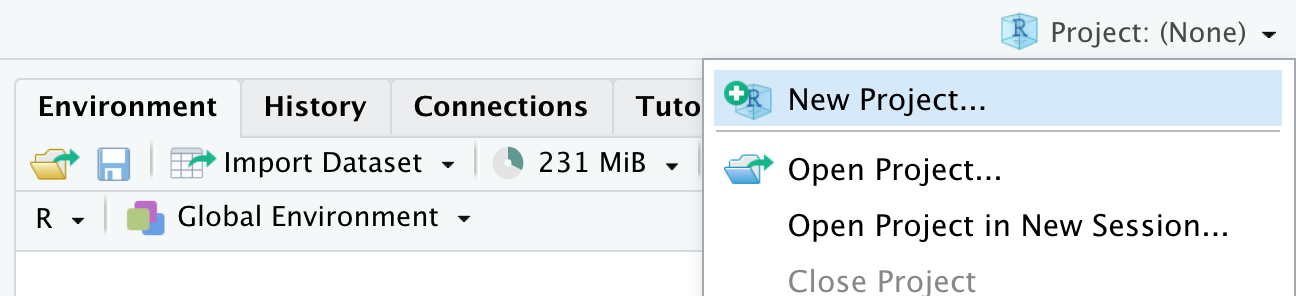 Project: (None)
Environment History Connections Tuto
New Project...
Import Dataset 231 MiB
Open Project...
R Global Environment
Open Project in New Session...
Close Project